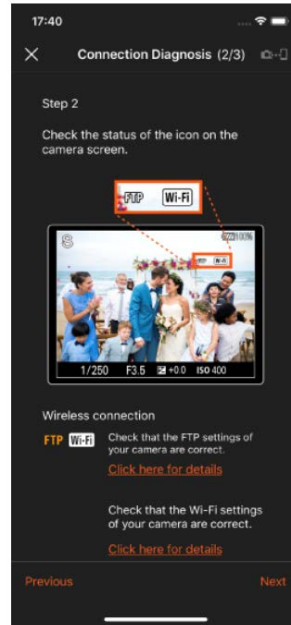 17:40
Connection Diagnosis (2/3)
Step 2
Check the status of the icon on the
camera screen.
FTP Wi-Fi
100%
FTP Wi-Fi
1/250 F3.5 +0.0 ISO 400
Wireless connection
FTP Wi-Fi
Check that the FTP settings of
your camera are correct.
Click here for details
Check that the Wi-Fi settings
of your camera are correct.
Click here for details
Previous Next